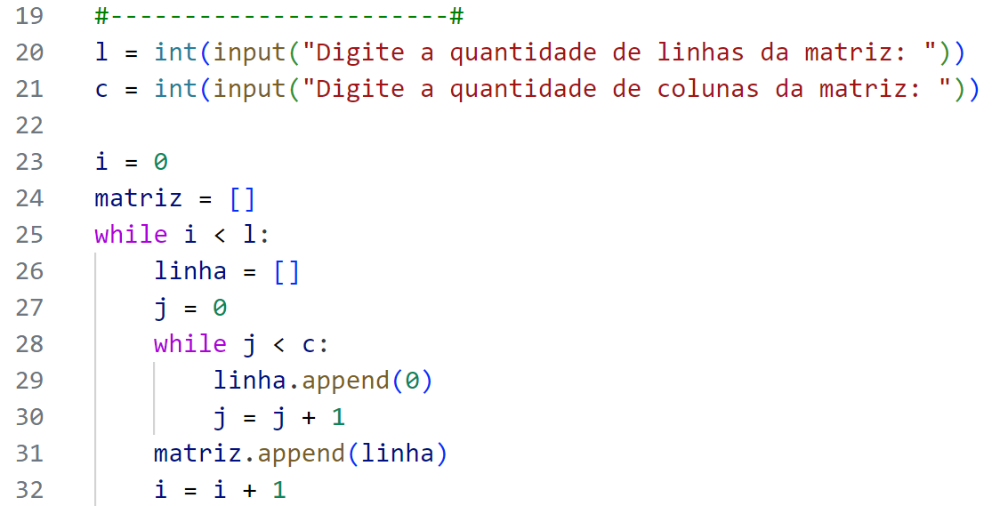 19 #-----------------------#
20 l = int(input("Digite a quantidade de linhas da matriz: "))
21 c = int(input("Digite a quantidade de colunas da matriz: "))
22
23 i = 0
24 matriz = []
25 while i < l:
26     linha = []
27     j = 0
28     while j < c:
29         linha.append(0)
30         j = j + 1
31     matriz.append(linha)
32     i = i + 1